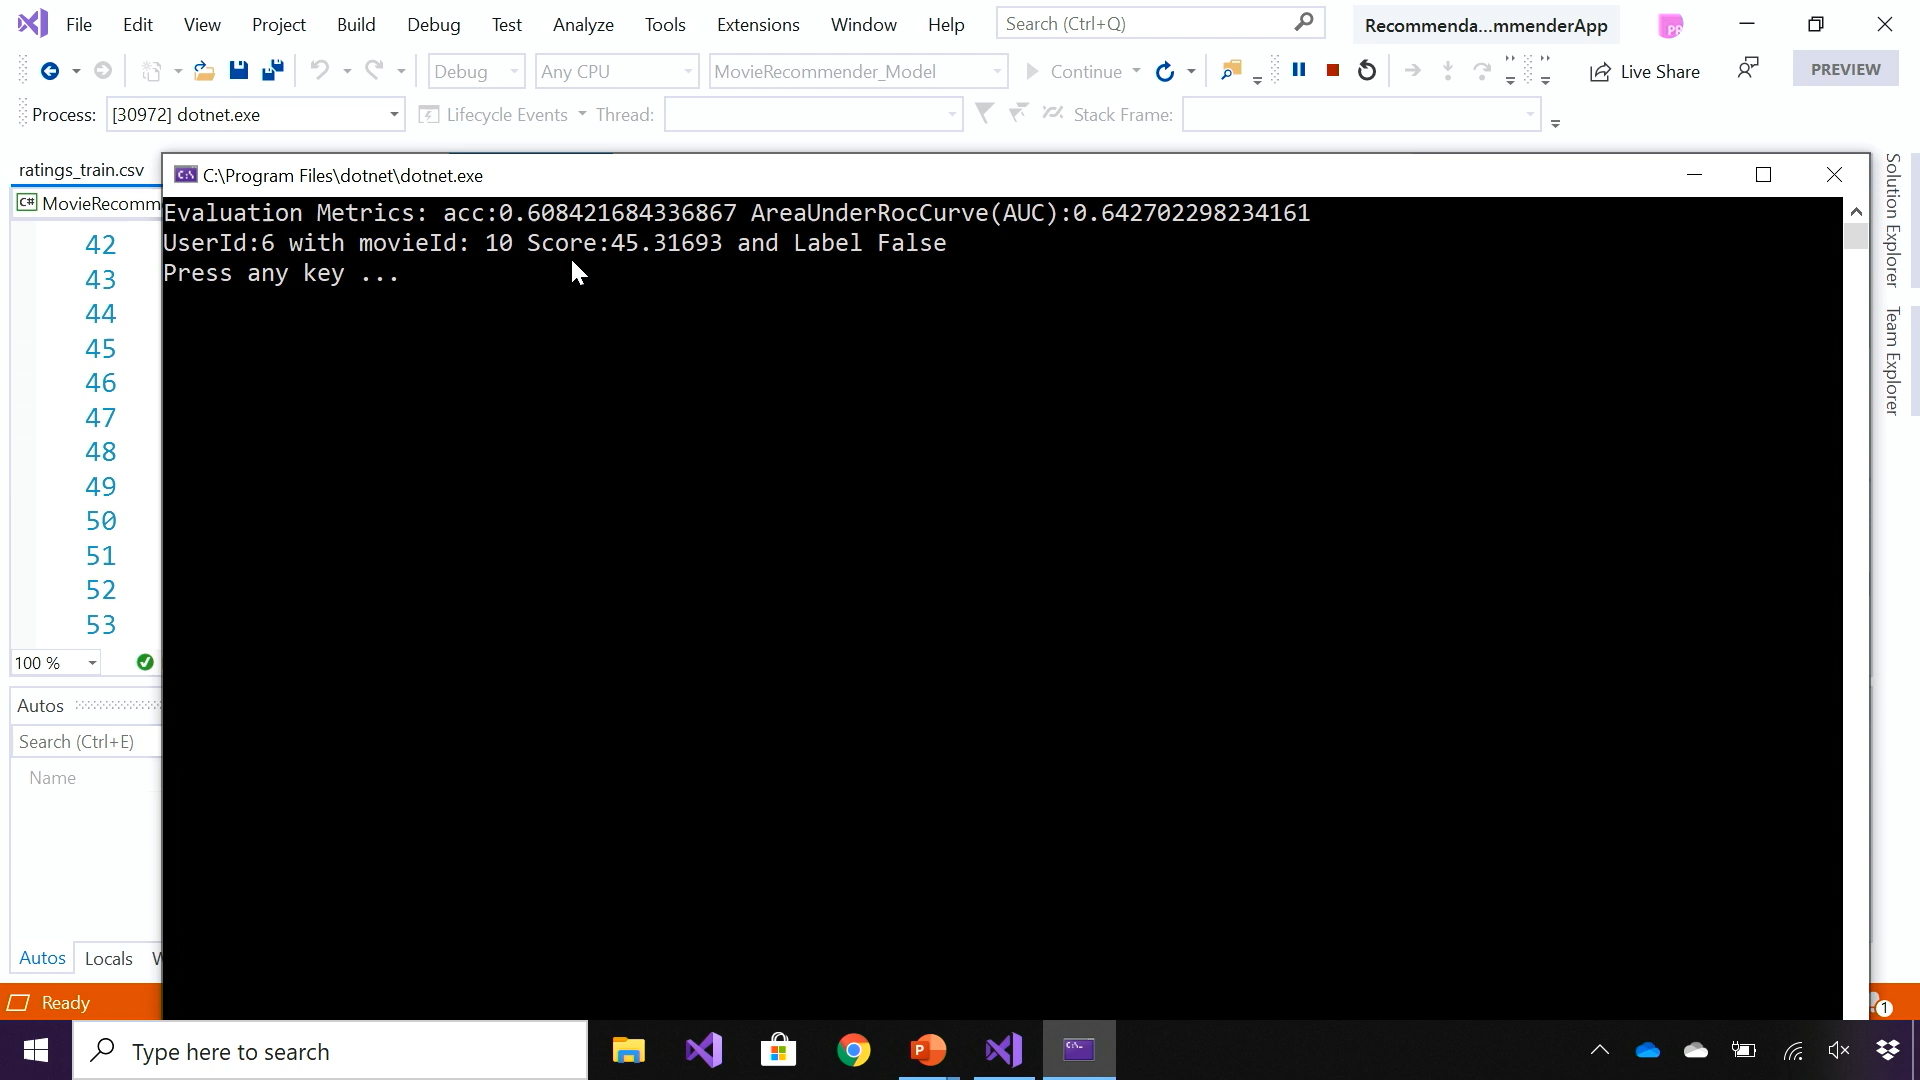 File Edit View Project Build Debug Test Analyze Tools Extensions Window Help Search (Ctrl+Q) Recommenda...mmenderApp PR
Debug Any CPU MovieRecommender_Model Continue Live Share PREVIEW
Process: [30972] dotnet.exe Lifecycle Events Thread: Stack Frame:
ratings_train.csv
C:\Program Files\dotnet\dotnet.exe
C# MovieRecomm
Evaluation Metrics: acc:0.608421684336867 AreaUnderRocCurve(AUC):0.642702298234161
UserId:6 with movieId: 10 Score:45.31693 and Label False
Press any key ...
42
43
44
45
46
47
48
49
50
51
52
53
100 %
Autos
Search (Ctrl+E)
Name
Autos Locals W
Ready
1
Solution Explorer
Team Explorer
Type here to search